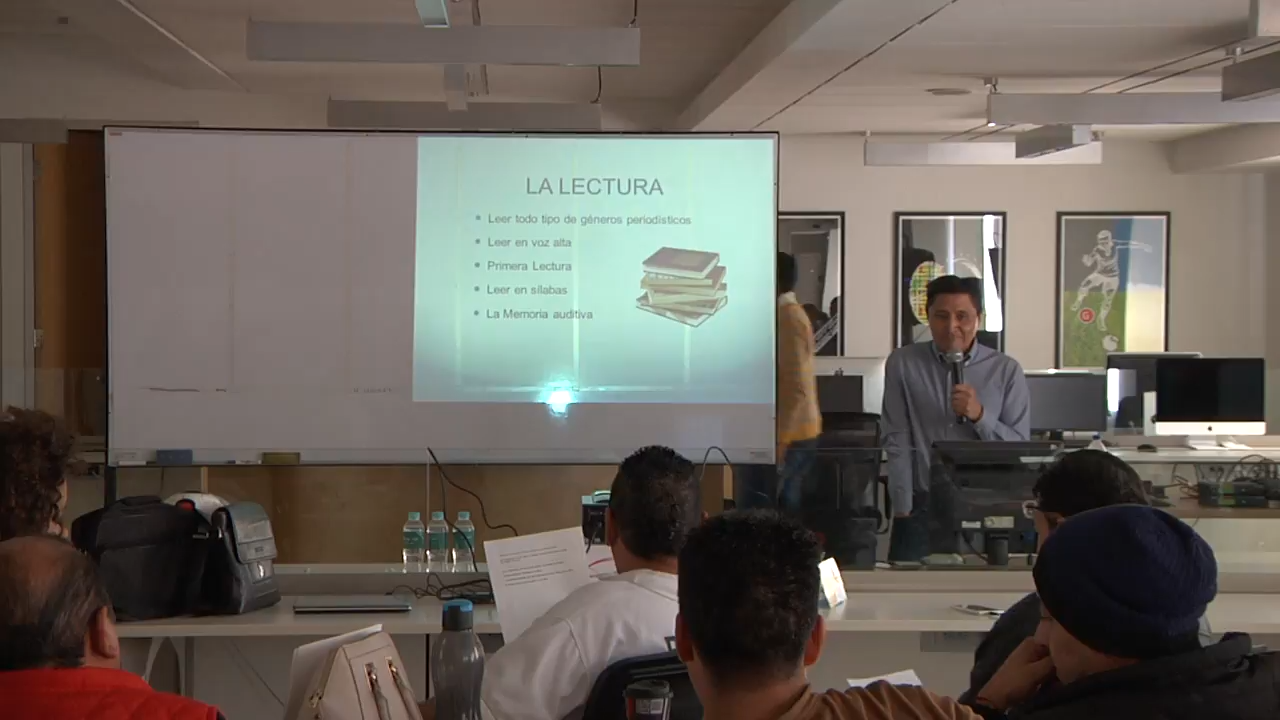 LA LECTURA
• Leer todo tipo de géneros periodísticos
• Leer en voz alta
• Primera Lectura
• Leer en sílabas
• La Memoria auditiva
G